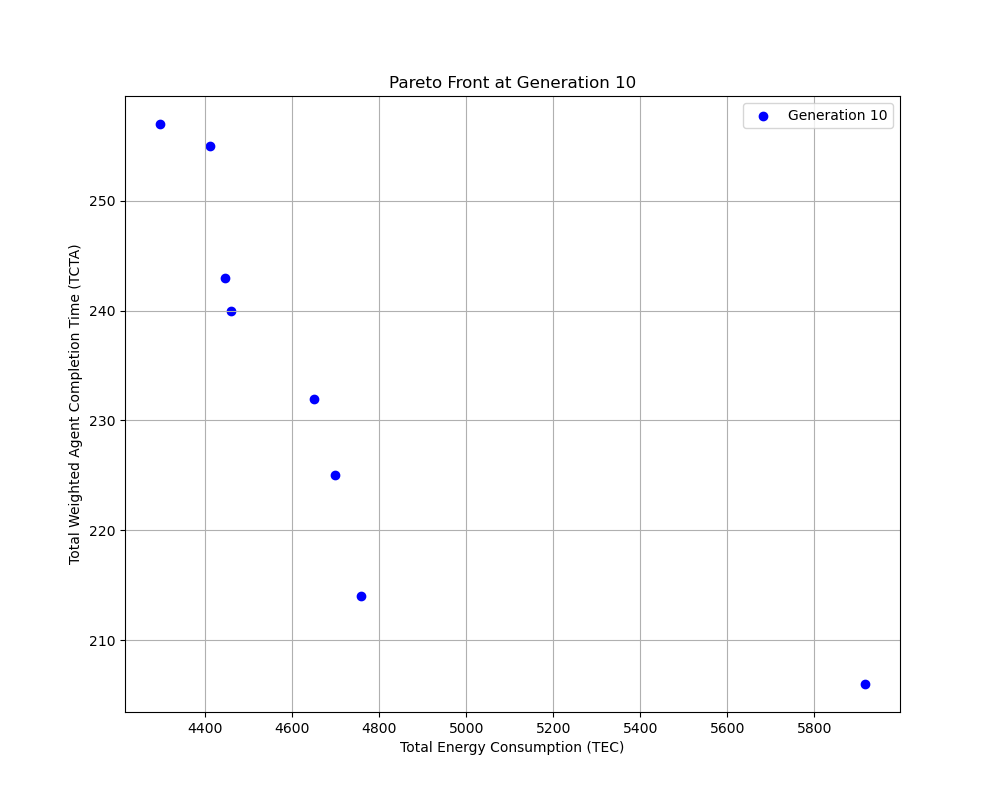 Pareto Front at Generation 10
Generation 10
Total Weighted Agent Completion Time (TCTA)
250
240
230
220
210
4400 4600 4800 5000 5200 5400 5600 5800
Total Energy Consumption (TEC)